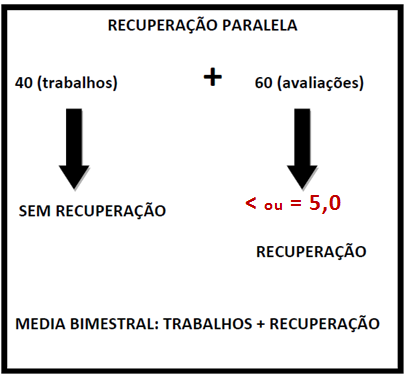 RECUPERAÇÃO PARALELA
40 (trabalhos) + 60 (avaliações)
SEM RECUPERAÇÃO
< ou = 5,0
RECUPERAÇÃO
MEDIA BIMESTRAL: TRABALHOS + RECUPERAÇÃO